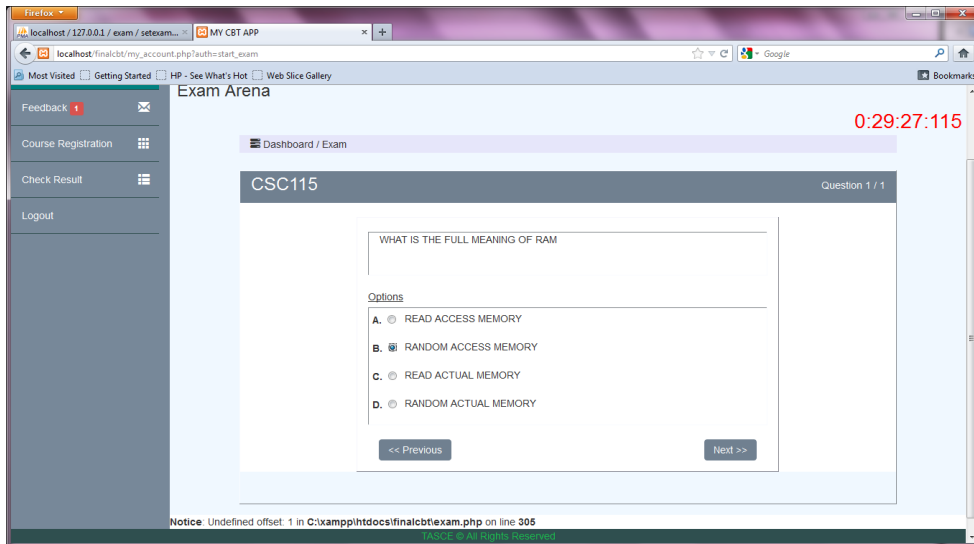 Firefox
localhost / 127.0.0.1 / exam / setexam...
MY CBT APP
localhost/finalcbt/my_account.php?auth=start_exam
Google
Most Visited Getting Started HP - See What's Hot Web Slice Gallery
Bookmarks
Exam Arena
Feedback 1
0:29:27:115
Course Registration
Dashboard / Exam
Check Result
CSC115
Question 1 / 1
Logout
WHAT IS THE FULL MEANING OF RAM
Options
A. READ ACCESS MEMORY
B. RANDOM ACCESS MEMORY
C. READ ACTUAL MEMORY
D. RANDOM ACTUAL MEMORY
<< Previous
Next >>
Notice: Undefined offset: 1 in C:\xampp\htdocs\finalcbt\exam.php on line 305
TASCE © All Rights Reserved